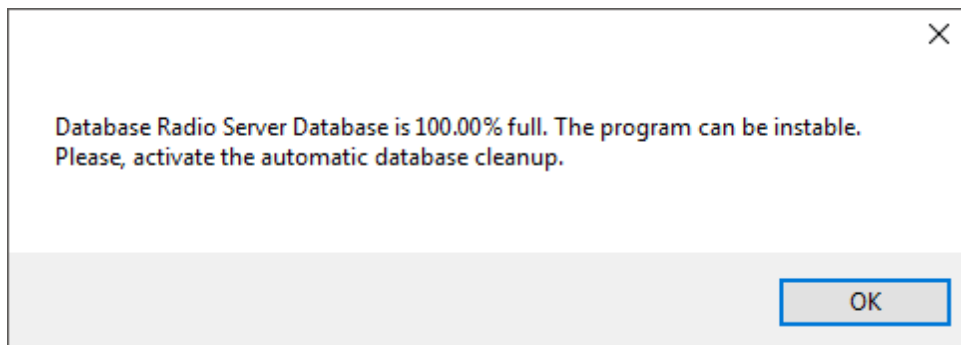 Database Radio Server Database is 100.00% full. The program can be instable.
Please, activate the automatic database cleanup.
OK